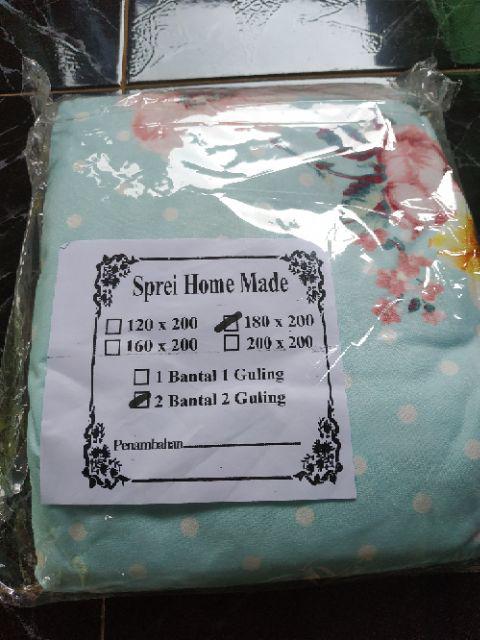 Sprei Home Made
120 x 200 180 x 200
160 x 200 200 x 200
1 Bantal 1 Guling
2 Bantal 2 Guling
Penambahan